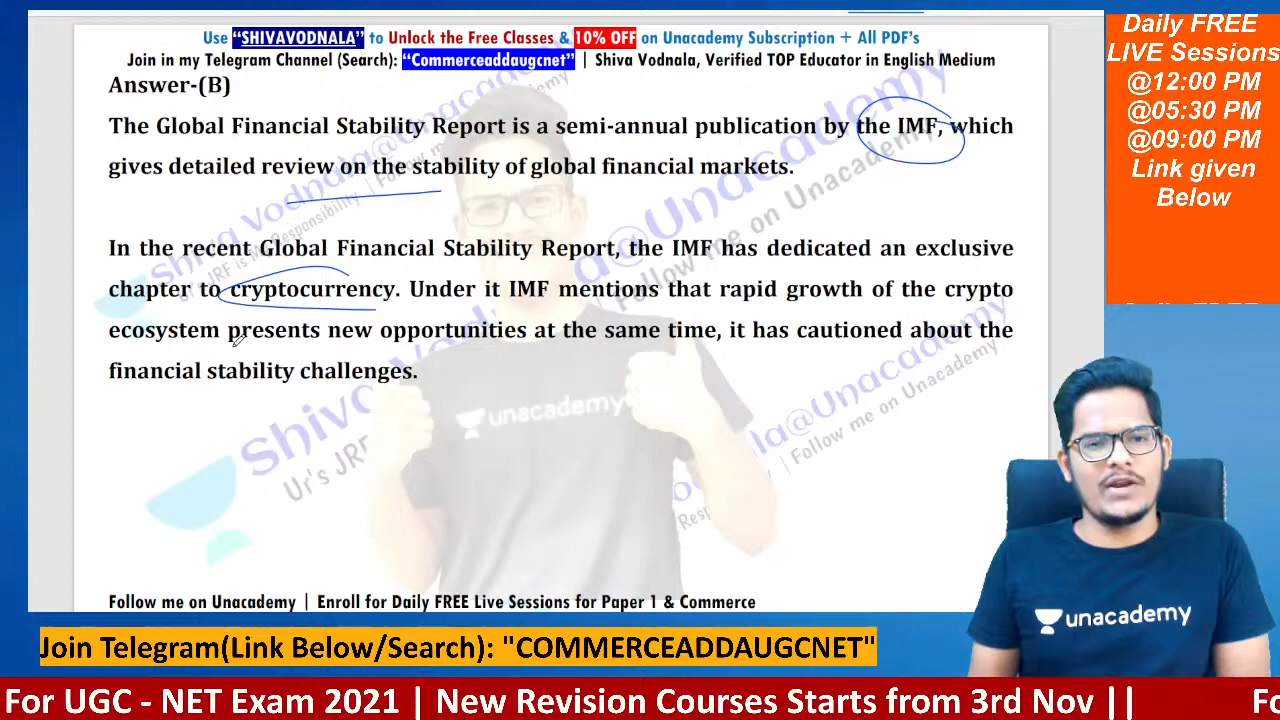 Use “SHIVAVODNALA” to Unlock the Free Classes & 10% OFF on Unacademy Subscription + All PDF’s
Join in my Telegram Channel (Search): “Commerceaddaugcnet” | Shiva Vodnala, Verified TOP Educator in English Medium
Answer-(B)
The Global Financial Stability Report is a semi-annual publication by the IMF, which
gives detailed review on the stability of global financial markets.
In the recent Global Financial Stability Report, the IMF has dedicated an exclusive
chapter to cryptocurrency. Under it IMF mentions that rapid growth of the crypto
ecosystem presents new opportunities at the same time, it has cautioned about the
financial stability challenges.
unacademy
Follow me on Unacademy | Enroll for Daily FREE Live Sessions for Paper 1 & Commerce
Daily FREE
LIVE Sessions
@12:00 PM
@05:30 PM
@09:00 PM
Link given
Below
unacademy
Join Telegram(Link Below/Search): "COMMERCEADDAUGCNET"
For UGC - NET Exam 2021 | New Revision Courses Starts from 3rd Nov ||